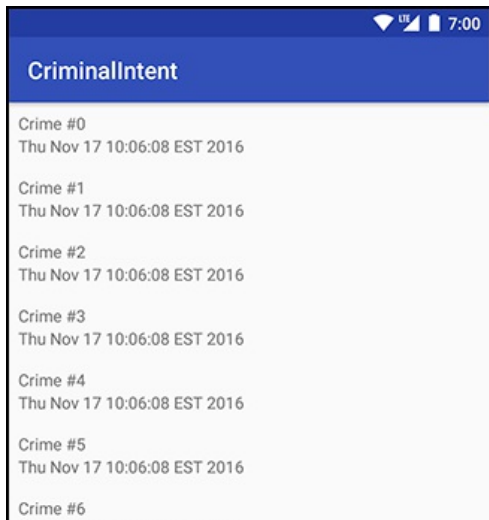 LTE 7:00
CriminalIntent
Crime #0
Thu Nov 17 10:06:08 EST 2016
Crime #1
Thu Nov 17 10:06:08 EST 2016
Crime #2
Thu Nov 17 10:06:08 EST 2016
Crime #3
Thu Nov 17 10:06:08 EST 2016
Crime #4
Thu Nov 17 10:06:08 EST 2016
Crime #5
Thu Nov 17 10:06:08 EST 2016
Crime #6